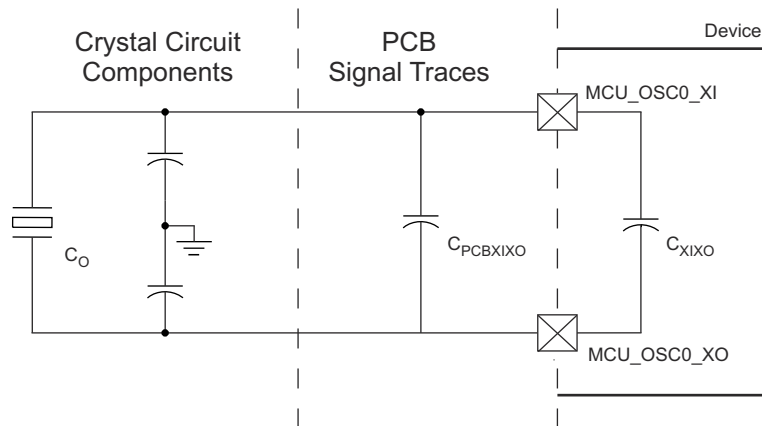 Crystal Circuit
Components
PCB
Signal Traces
Device
MCU_OSC0_XI
CO
CPCBXIXO
CXIXO
MCU_OSC0_XO